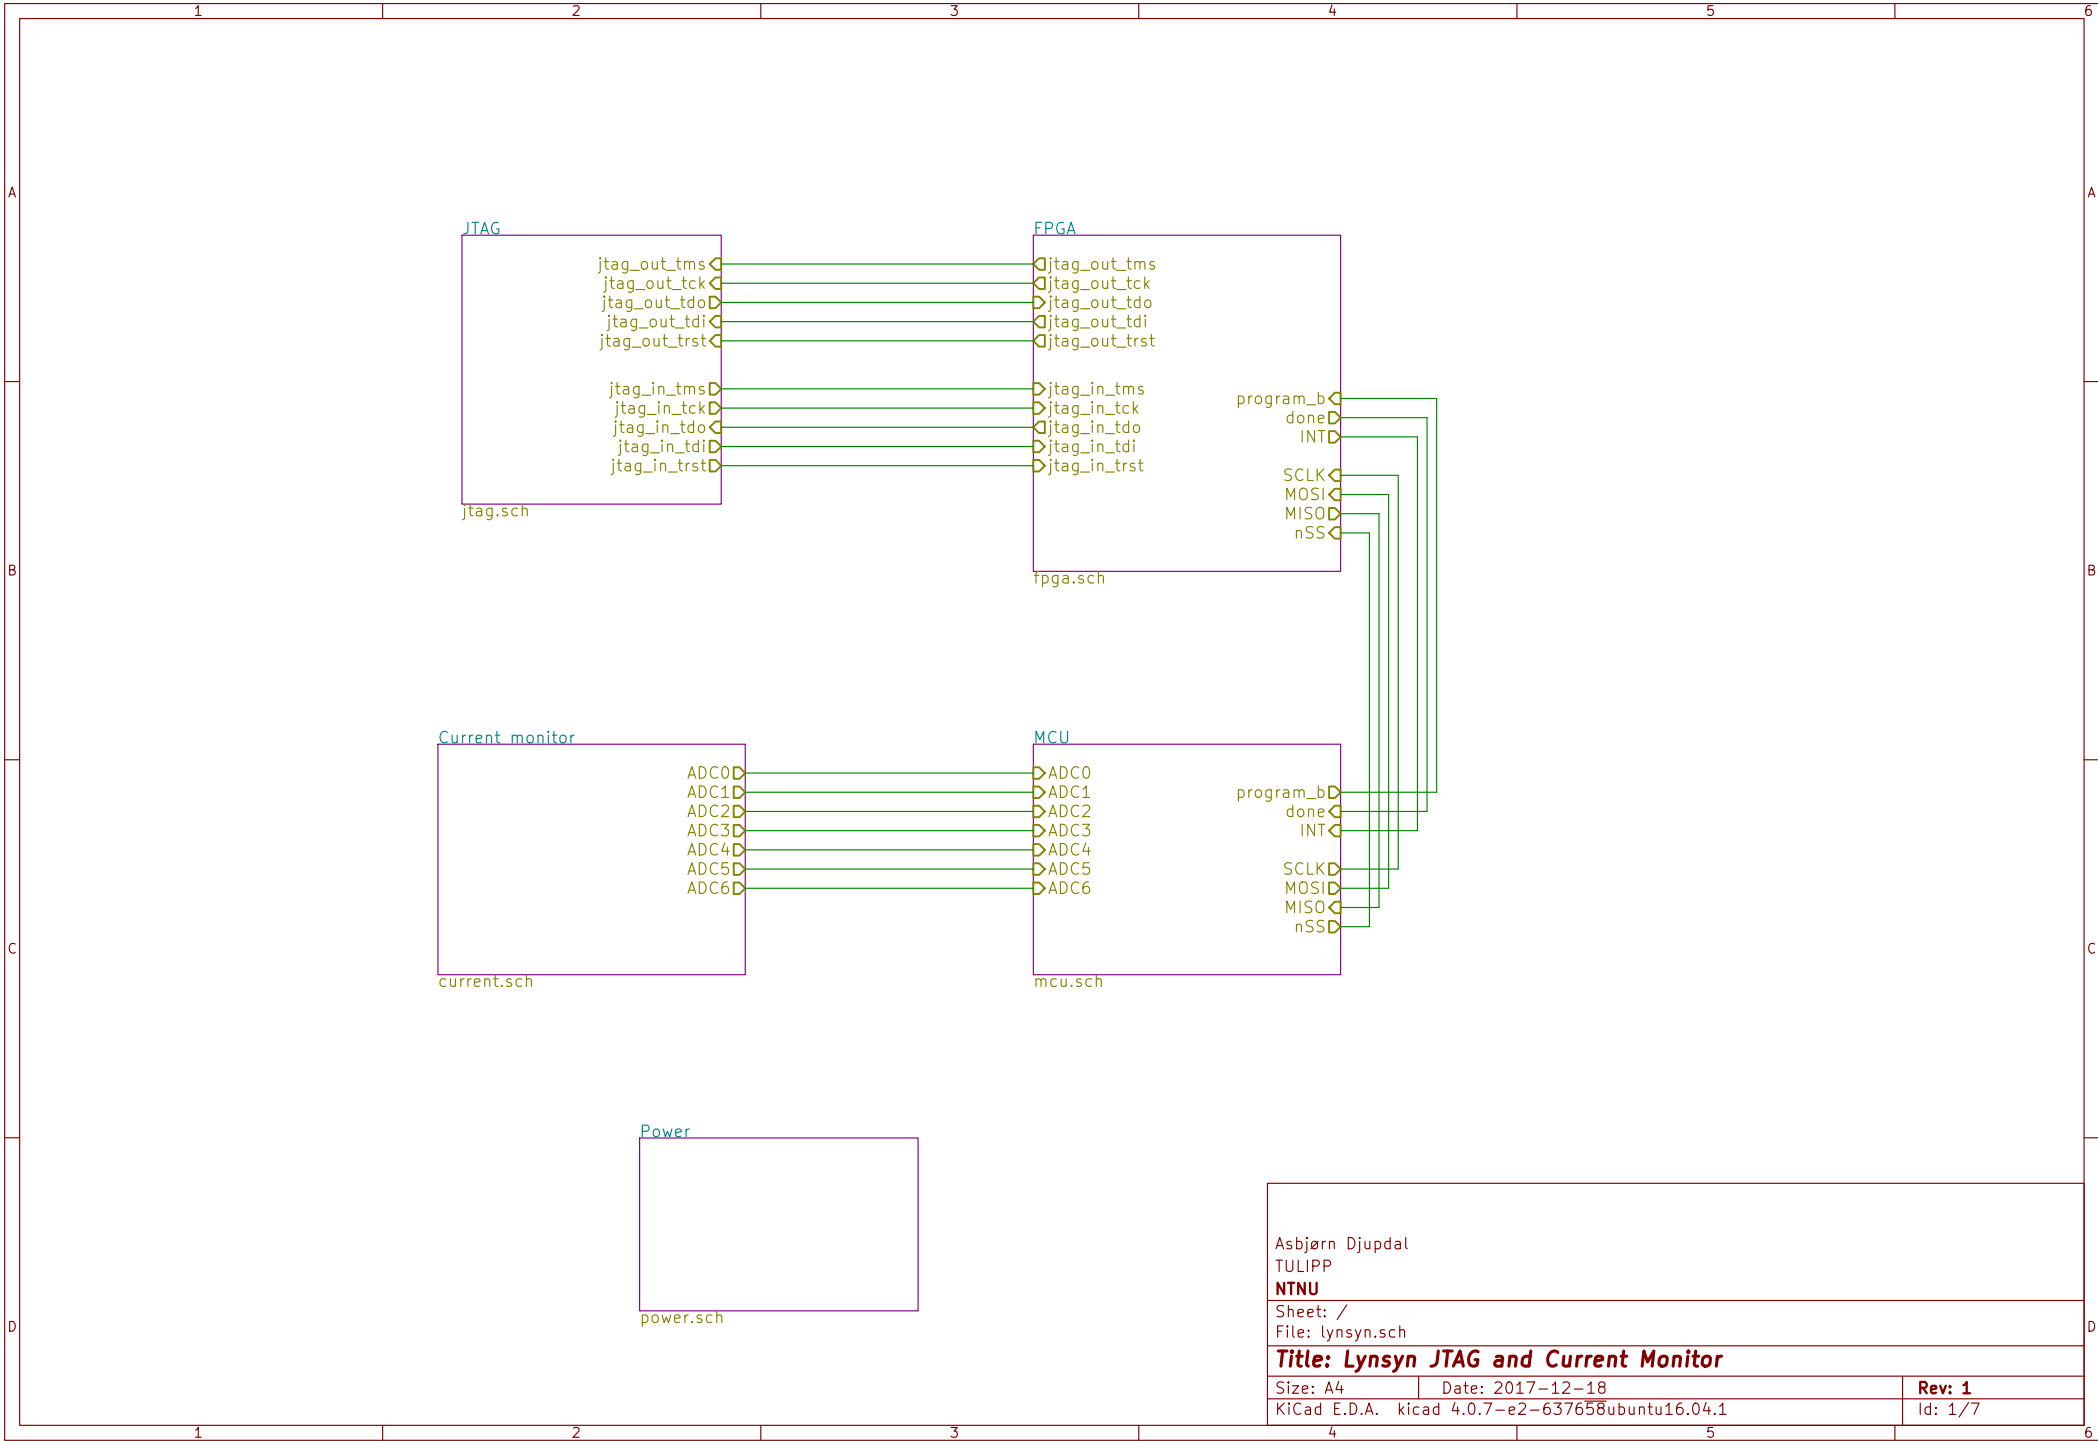 1 2 3 4 5 6
A A
JTAG
jtag_out_tms
jtag_out_tck
jtag_out_tdo
jtag_out_tdi
jtag_out_trst
jtag_in_tms
jtag_in_tck
jtag_in_tdo
jtag_in_tdi
jtag_in_trst
jtag.sch
FPGA
jtag_out_tms
jtag_out_tck
jtag_out_tdo
jtag_out_tdi
jtag_out_trst
jtag_in_tms
jtag_in_tck
jtag_in_tdo
jtag_in_tdi
jtag_in_trst
program_b
done
INT
SCLK
MOSI
MISO
nSS
fpga.sch
B B
Current monitor
ADC0
ADC1
ADC2
ADC3
ADC4
ADC5
ADC6
current.sch
MCU
ADC0
ADC1
ADC2
ADC3
ADC4
ADC5
ADC6
program_b
done
INT
SCLK
MOSI
MISO
nSS
mcu.sch
C C
Power
power.sch
D D
Asbjørn Djupdal
TULIPP
NTNU
Sheet: /
File: lynsyn.sch
Title: Lynsyn JTAG and Current Monitor
Size: A4 Date: 2017-12-18 Rev: 1
KiCad E.D.A. kicad 4.0.7-e2-637658ubuntu16.04.1 Id: 1/7
1 2 3 4 5 6